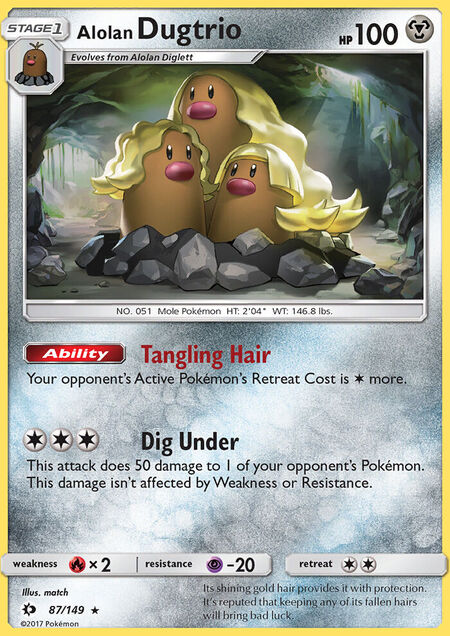 STAGE1 Alolan Dugtrio HP 100
Evolves from Alolan Diglett
NO. 051 Mole Pokémon HT: 2'04" WT: 146.8 lbs.
Ability Tangling Hair
Your opponent's Active Pokémon's Retreat Cost is more.
Dig Under
This attack does 50 damage to 1 of your opponent's Pokémon.
This damage isn't affected by Weakness or Resistance.
weakness ×2 resistance -20 retreat
Illus. match
87/149
©2017 Pokémon
Its shining gold hair provides it with protection.
It's reputed that keeping any of its fallen hairs
will bring bad luck.